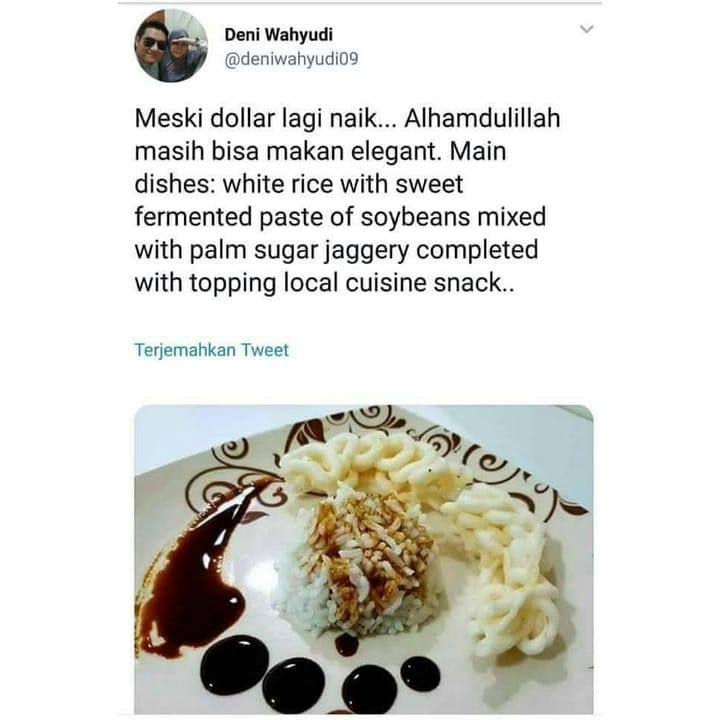 Deni Wahyudi
@deniwahyudi09
Meski dollar lagi naik... Alhamdulillah
masih bisa makan elegant. Main
dishes: white rice with sweet
fermented paste of soybeans mixed
with palm sugar jaggery completed
with topping local cuisine snack..
Terjemahkan Tweet